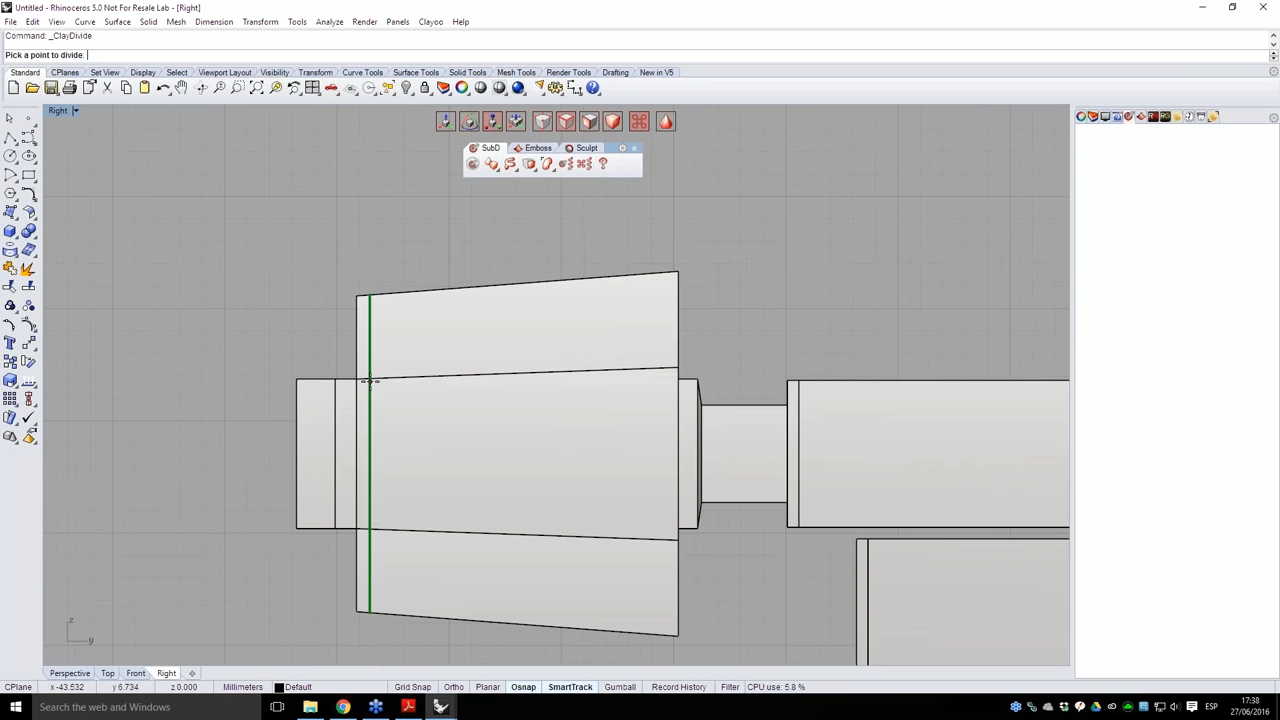 Untitled - Rhinoceros 5.0 Not For Resale Lab - [Right]
File Edit View Curve Surface Solid Mesh Dimension Transform Tools Analyze Render Panels Clayoo Help
Command: _ClayDivide
Pick a point to divide:
Standard CPlanes Set View Display Select Viewport Layout Visibility Transform Curve Tools Surface Tools Solid Tools Mesh Tools Render Tools Drafting New in V5
Right
SubD Emboss Sculpt
z
y
Perspective Top Front Right
CPlane x -43.532 y 6.734 z 0.000 Millimeters Default Grid Snap Ortho Planar Osnap SmartTrack Gumball Record History Filter CPU use: 5.8 %
Search the web and Windows
ESP
17:38
27/06/2016